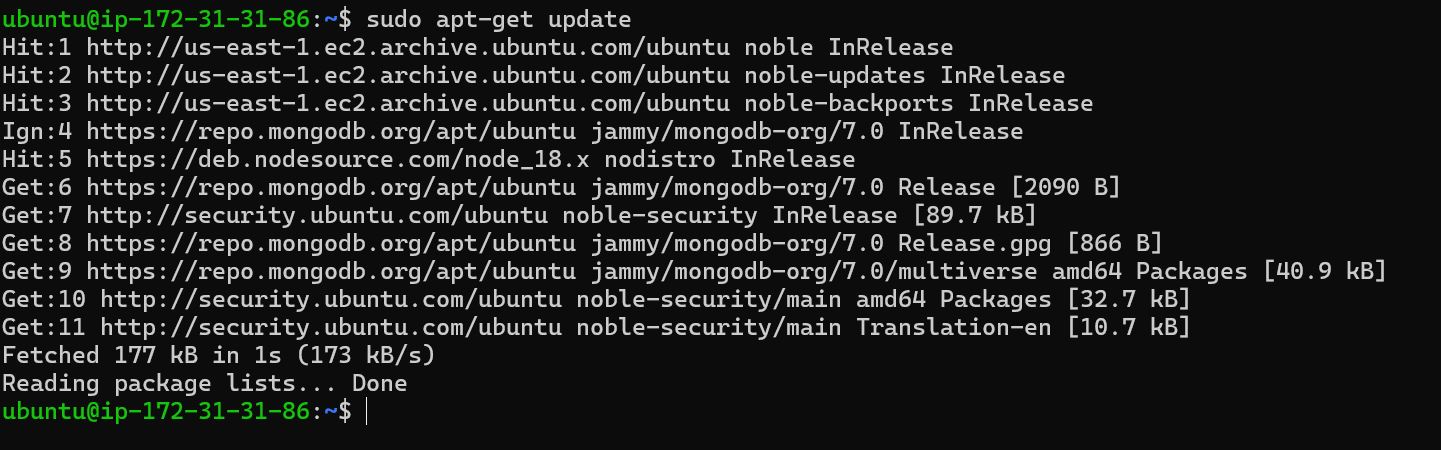 ubuntu@ip-172-31-31-86:~$ sudo apt-get update
Hit:1 http://us-east-1.ec2.archive.ubuntu.com/ubuntu noble InRelease
Hit:2 http://us-east-1.ec2.archive.ubuntu.com/ubuntu noble-updates InRelease
Hit:3 http://us-east-1.ec2.archive.ubuntu.com/ubuntu noble-backports InRelease
Ign:4 https://repo.mongodb.org/apt/ubuntu jammy/mongodb-org/7.0 InRelease
Hit:5 https://deb.nodesource.com/node_18.x nodistro InRelease
Get:6 https://repo.mongodb.org/apt/ubuntu jammy/mongodb-org/7.0 Release [2090 B]
Get:7 http://security.ubuntu.com/ubuntu noble-security InRelease [89.7 kB]
Get:8 https://repo.mongodb.org/apt/ubuntu jammy/mongodb-org/7.0 Release.gpg [866 B]
Get:9 https://repo.mongodb.org/apt/ubuntu jammy/mongodb-org/7.0/multiverse amd64 Packages [40.9 kB]
Get:10 http://security.ubuntu.com/ubuntu noble-security/main amd64 Packages [32.7 kB]
Get:11 http://security.ubuntu.com/ubuntu noble-security/main Translation-en [10.7 kB]
Fetched 177 kB in 1s (173 kB/s)
Reading package lists... Done
ubuntu@ip-172-31-31-86:~$